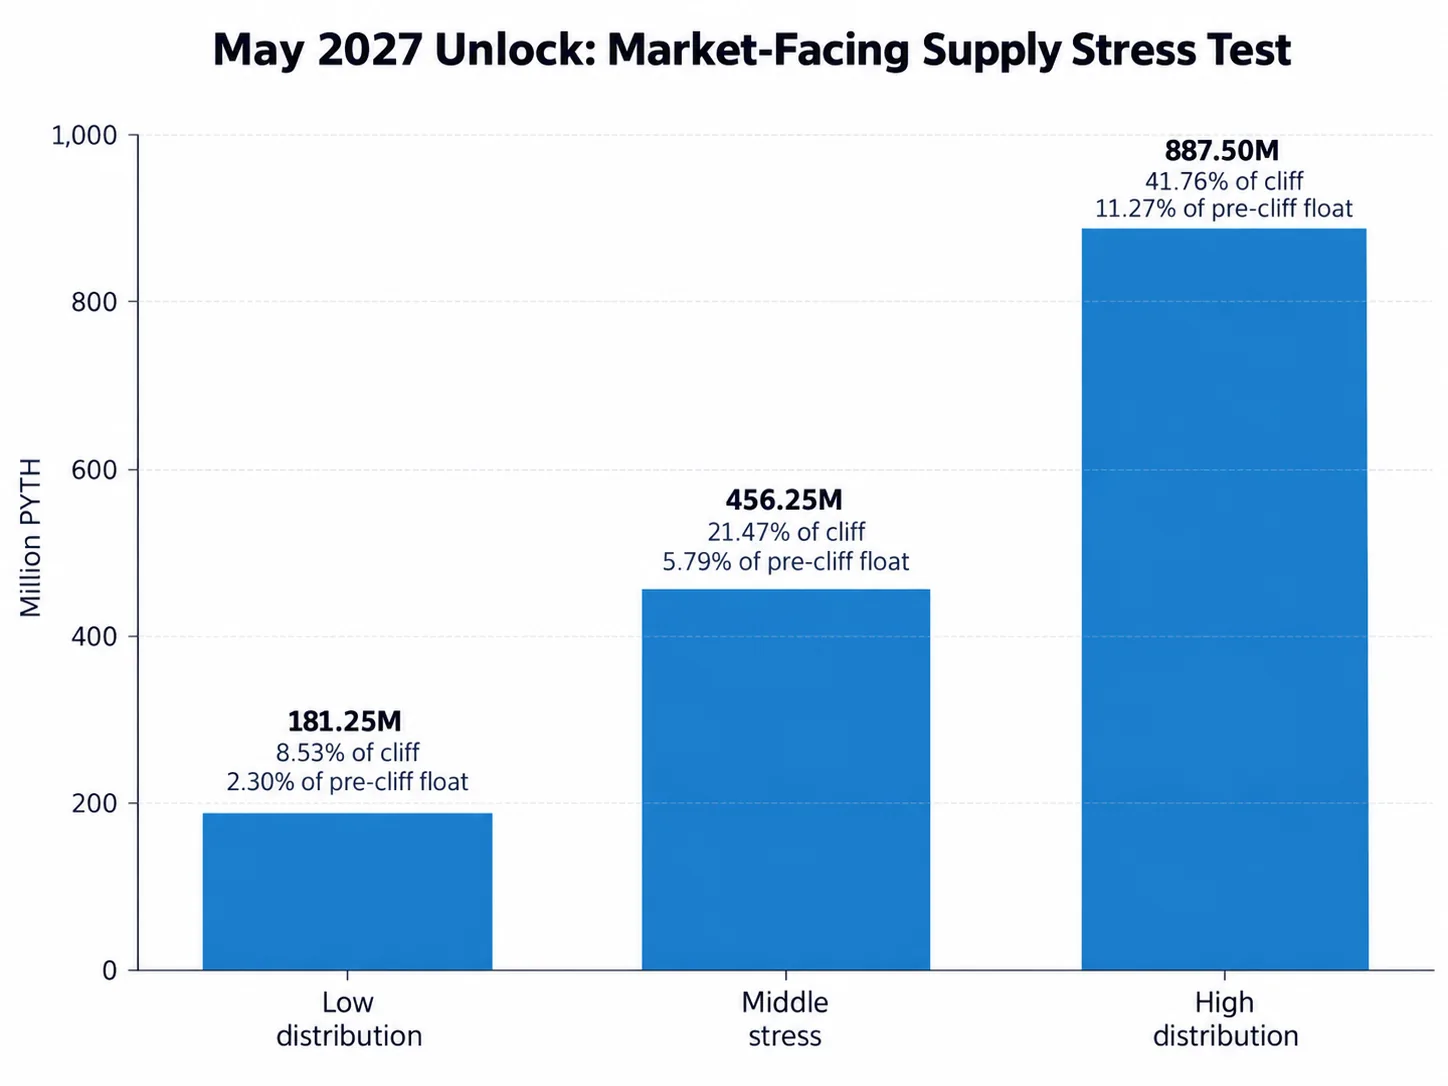 May 2027 Unlock: Market-Facing Supply Stress Test
1,000
800
600
400
200
0
Million PYTH
181.25M
8.53% of cliff
2.30% of pre-cliff float
456.25M
21.47% of cliff
5.79% of pre-cliff float
887.50M
41.76% of cliff
11.27% of pre-cliff float
Low
distribution
Middle
stress
High
distribution